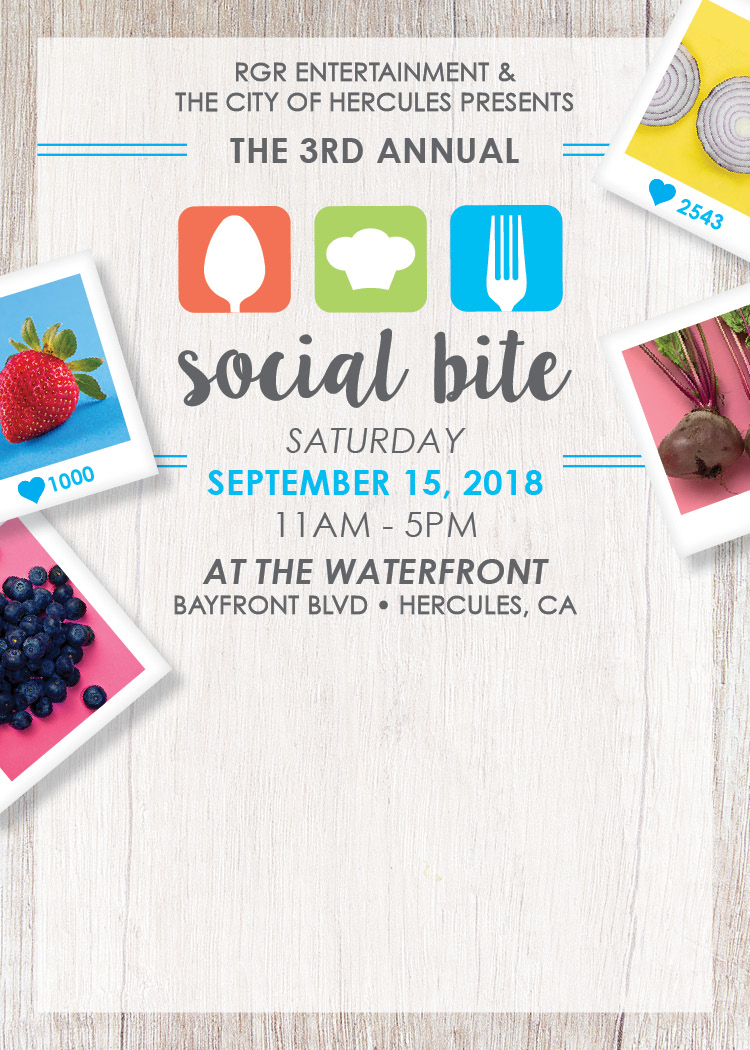 RGR ENTERTAINMENT &
THE CITY OF HERCULES PRESENTS
THE 3RD ANNUAL
2543
social bite
SATURDAY
1000
SEPTEMBER 15, 2018
11AM - 5PM
AT THE WATERFRONT
BAYFRONT BLVD • HERCULES, CA